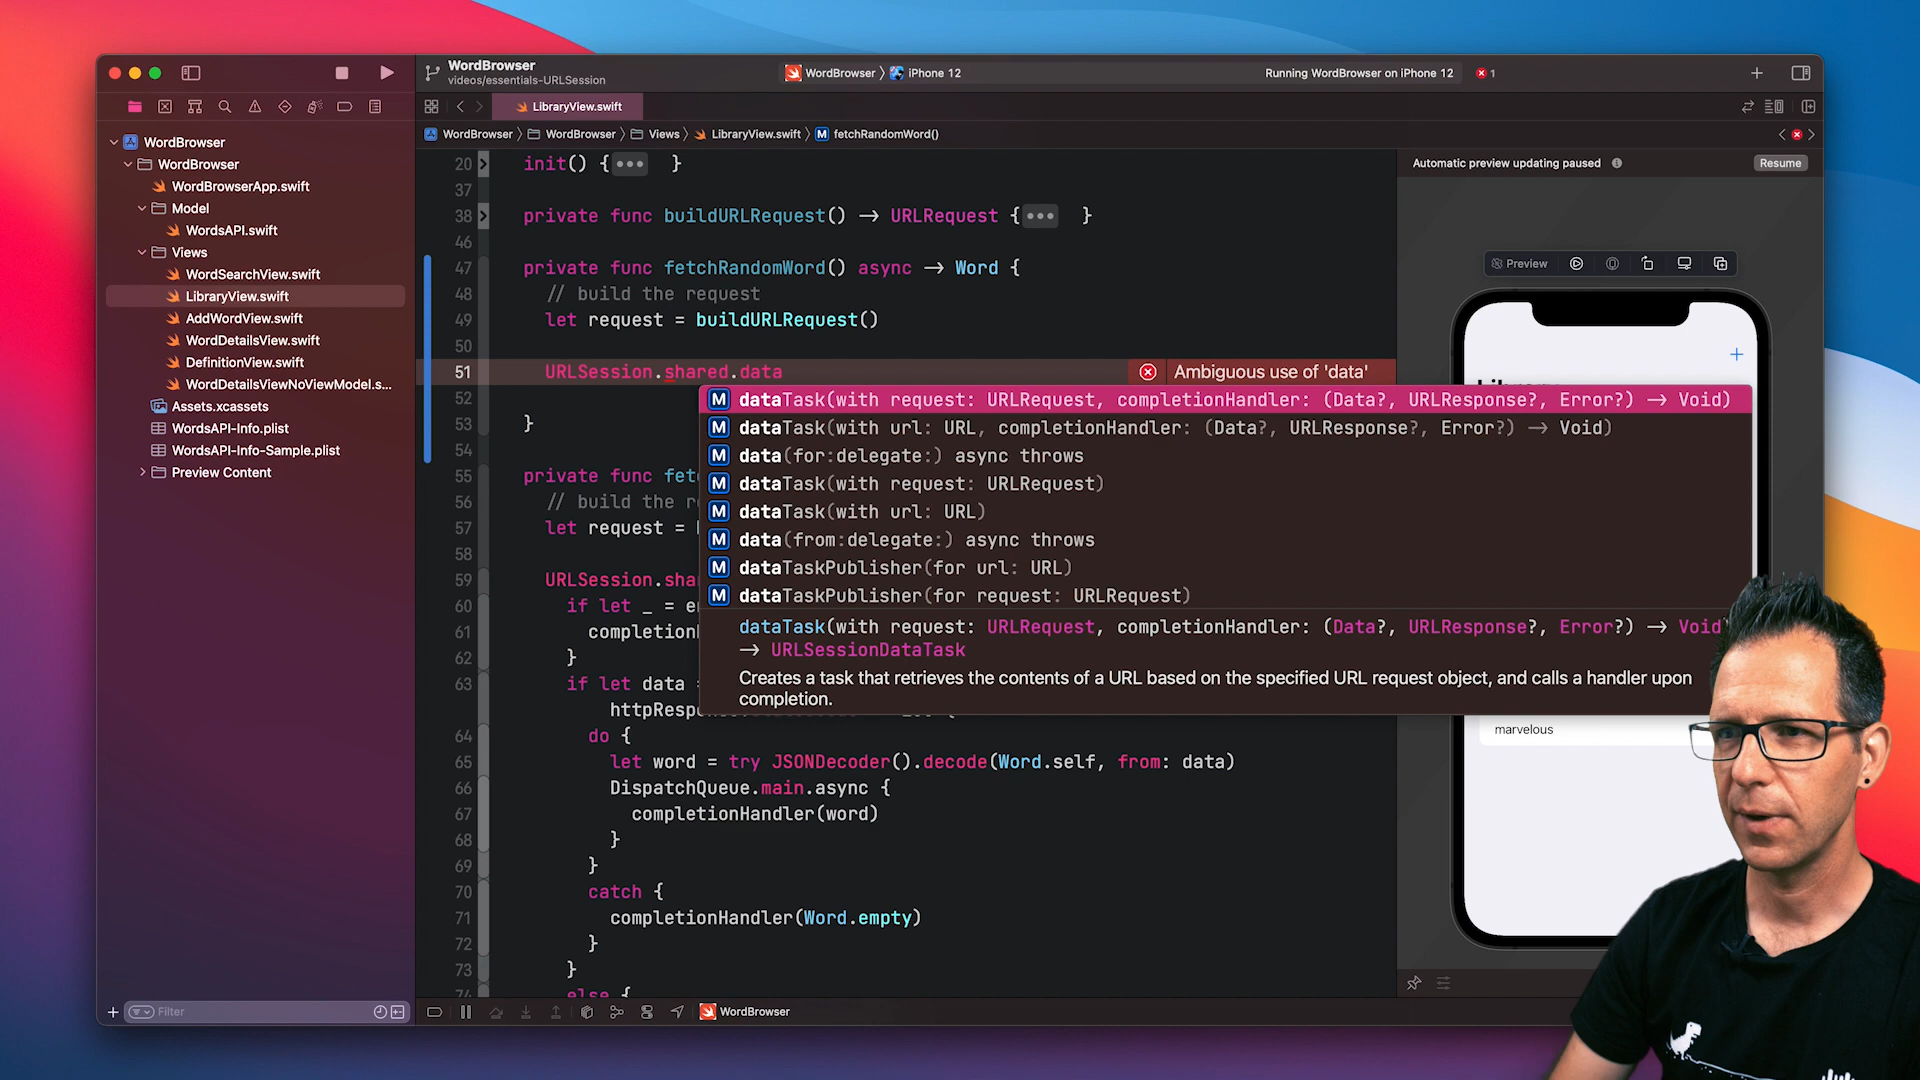 WordBrowser
videos/essentials-URLSession
WordBrowser
iPhone 12
Running WordBrowser on iPhone 12
1
LibraryView.swift
WordBrowser
WordBrowser
Views
LibraryView.swift
M
fetchRandomWord()
WordBrowser
WordBrowser
WordBrowserApp.swift
Model
WordsAPI.swift
Views
WordSearchView.swift
LibraryView.swift
AddWordView.swift
WordDetailsView.swift
DefinitionView.swift
WordDetailsViewNoViewModel.s...
Assets.xcassets
WordsAPI-Info.plist
WordsAPI-Info-Sample.plist
Preview Content
Filter
20 init() {••• }
37
38 private func buildURLRequest() → URLRequest {••• }
46
47 private func fetchRandomWord() async → Word {
48 // build the request
49 let request = buildURLRequest()
50
51 URLSession.shared.data
Ambiguous use of 'data'
52
53 }
54
55 private func fet
56 // build the r
57 let request =
58
59 URLSession.sha
60 if let _ = e
61 completion
62 }
63 if let data
httpRespon
64 do {
65 let word = try JSONDecoder().decode(Word.self, from: data)
66 DispatchQueue.main.async {
67 completionHandler(word)
68 }
69 }
70 catch {
71 completionHandler(Word.empty)
72 }
73 }
74 else {
M dataTask(with request: URLRequest, completionHandler: (Data?, URLResponse?, Error?) → Void)
M dataTask(with url: URL, completionHandler: (Data?, URLResponse?, Error?) → Void)
M data(for:delegate:) async throws
M dataTask(with request: URLRequest)
M dataTask(with url: URL)
M data(from:delegate:) async throws
M dataTaskPublisher(for url: URL)
M dataTaskPublisher(for request: URLRequest)
dataTask(with request: URLRequest, completionHandler: (Data?, URLResponse?, Error?) → Void
→ URLSessionDataTask
Creates a task that retrieves the contents of a URL based on the specified URL request object, and calls a handler upon
completion.
Automatic preview updating paused
Resume
Preview
marvelous
WordBrowser